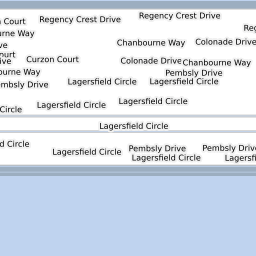 Regency Crest Drive
Court
Regency Crest Drive
Reg
urne Way
Chanbourne Way
Colonade Drive
ve
ourt
ive
Curzon Court
Colonade Drive
Chanbourne Way
ourne Way
Pembsly Drive
mbsly Drive
Lagersfield Circle
Lagersfield Circle
Lagersfield Circle
Lagersfield Circle
Circle
Lagersfield Circle
d Circle
Lagersfield Circle
Pembsly Drive
Pembsly Drive
Lagersfield Circle
Lagersfi